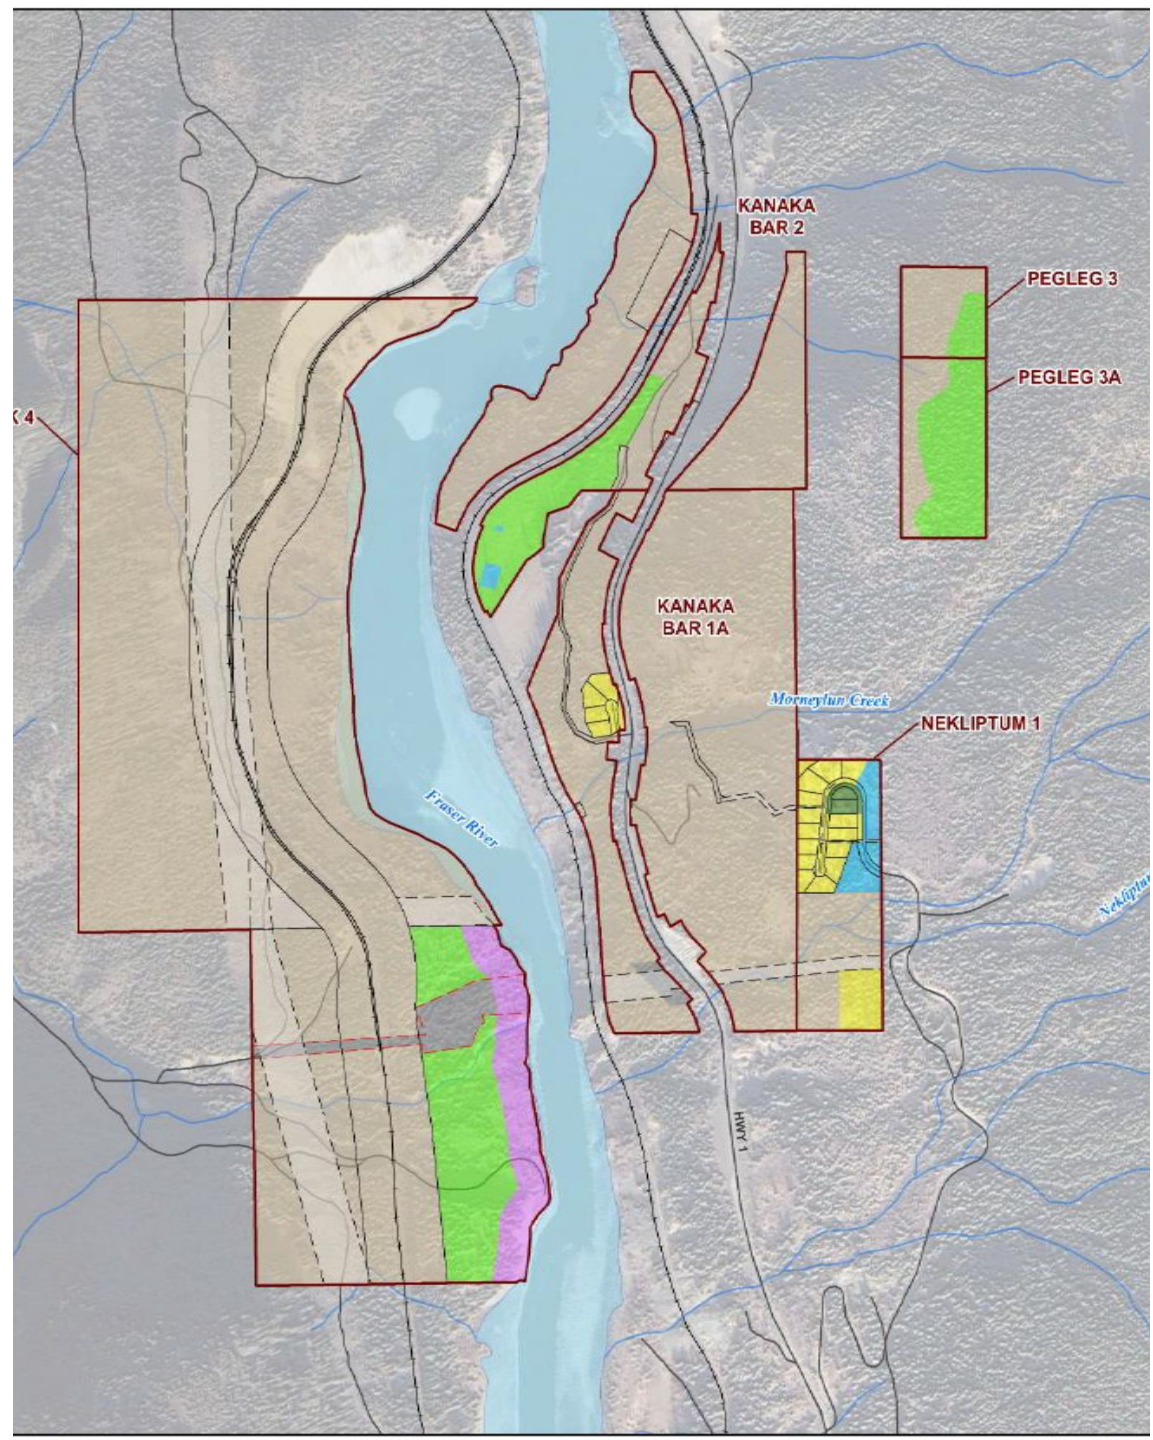 KANAKA
BAR 2
PEGLEG 3
PEGLEG 3A
K 4
KANAKA
BAR 1A
Morneylun Creek
NEKLIPTUM 1
Fraser River
HWY 1